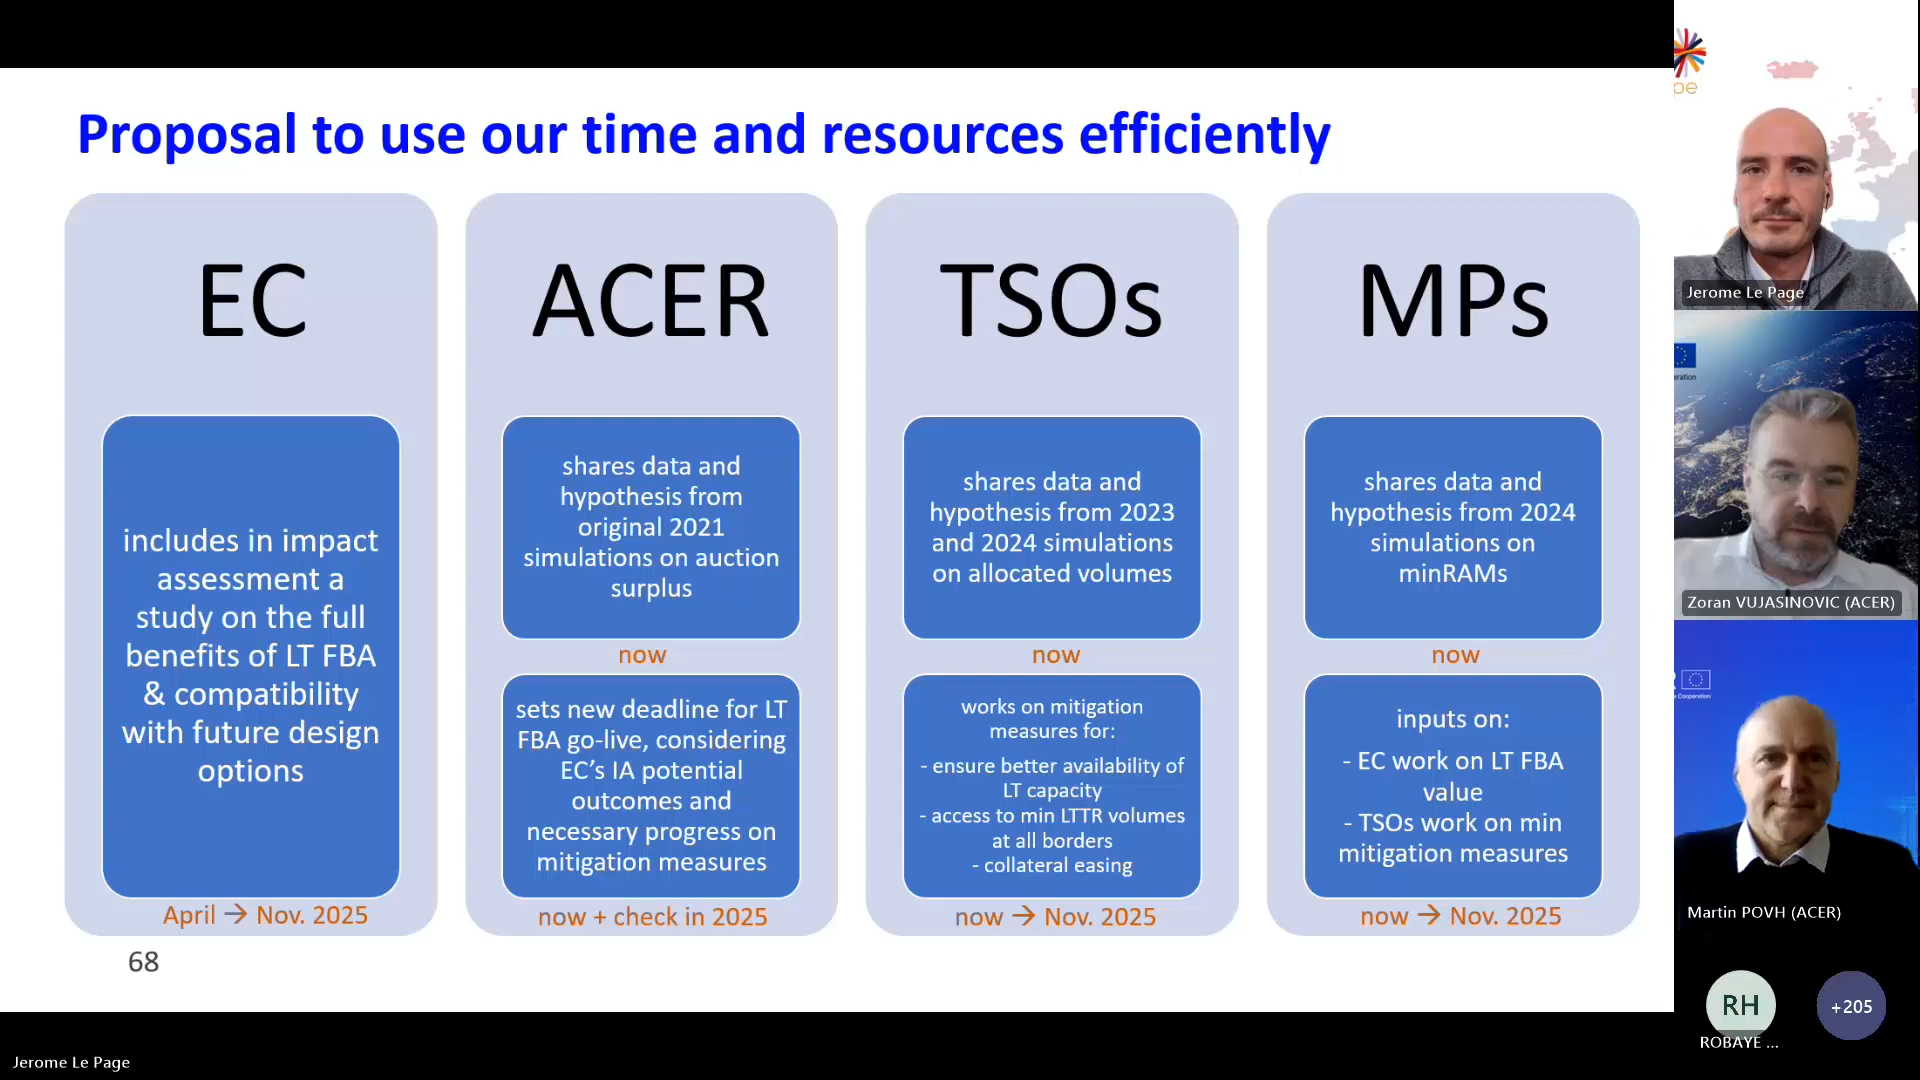 Proposal to use our time and resources efficiently
EC
includes in impact
assessment a
study on the full
benefits of LT FBA
& compatibility
with future design
options
April → Nov. 2025
ACER
shares data and
hypothesis from
original 2021
simulations on auction
surplus
now
sets new deadline for LT
FBA go-live, considering
EC’s IA potential
outcomes and
necessary progress on
mitigation measures
now + check in 2025
TSOs
shares data and
hypothesis from 2023
and 2024 simulations
on allocated volumes
now
works on mitigation
measures for:
- ensure better availability of
LT capacity
- access to min LTTR volumes
at all borders
- collateral easing
now → Nov. 2025
MPs
shares data and
hypothesis from 2024
simulations on
minRAMs
now
inputs on:
- EC work on LT FBA
value
- TSOs work on min
mitigation measures
now → Nov. 2025
68
pe
Jerome Le Page
eration
Zoran VUJASINOVIC (ACER)
R
Cooperation
Martin POVH (ACER)
RH
+205
ROBAYE ...
Jerome Le Page